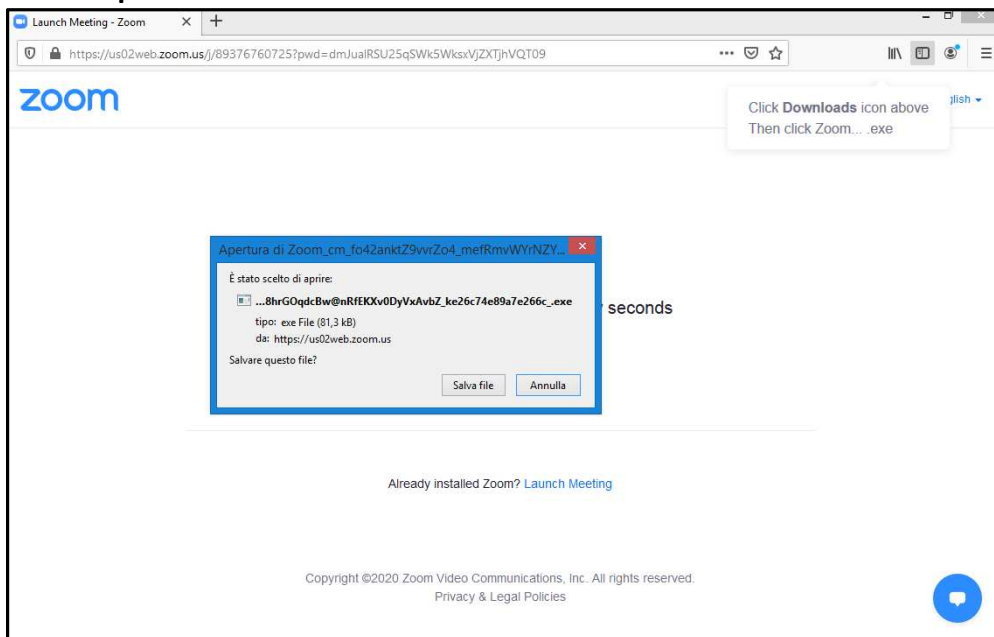 Launch Meeting - Zoom
https://us02web.zoom.us/j/89376760725?pwd=dmJualRSU25qSWk5WksxVjZXTjhVQT09
zoom
glish
Click Downloads icon above
Then click Zoom... .exe
Apertura di Zoom_cm_fo42anktZ9vvrZo4_mefRmvWYrNZY...
È stato scelto di aprire:
...8hrGOqdcBw@nRfEKXv0DyVxAvbZ_ke26c74e89a7e266c_.exe
tipo: exe File (81,3 kB)
da: https://us02web.zoom.us
Salvare questo file?
Salva file Annulla
seconds
Already installed Zoom? Launch Meeting
Copyright ©2020 Zoom Video Communications, Inc. All rights reserved.
Privacy & Legal Policies